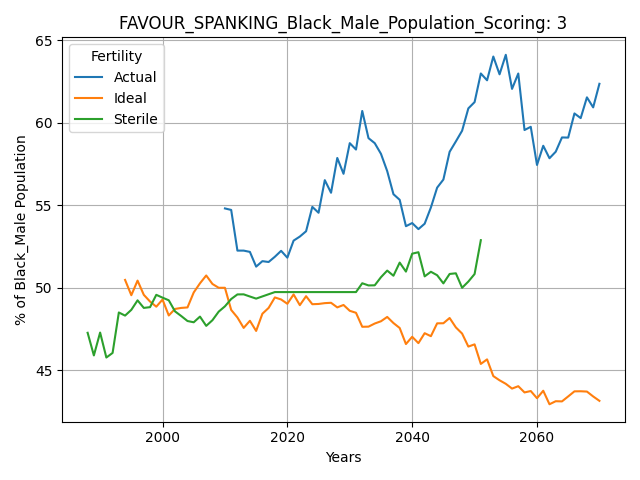 FAVOUR_SPANKING_Black_Male_Population_Scoring: 3
% of Black_Male Population
65
60
55
50
45
Fertility
Actual
Ideal
Sterile
2000 2020 2040 2060
Years